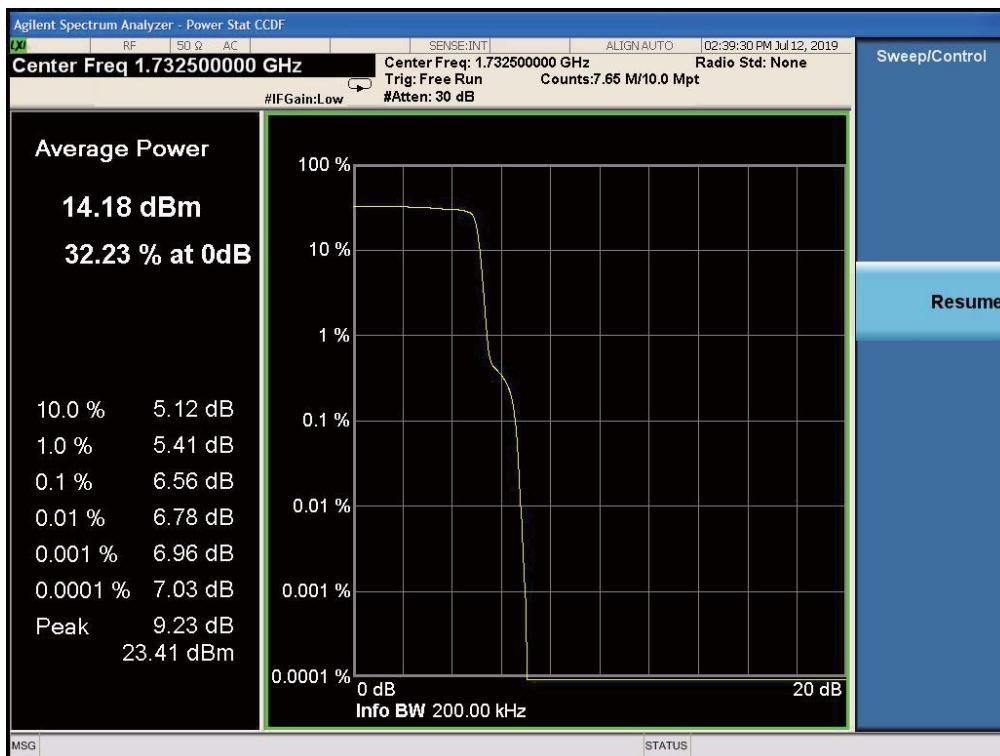 Agilent Spectrum Analyzer - Power Stat CCDF
LXI RF 50 Ω AC SENSE:INT ALIGN AUTO 02:39:30 PM Jul 12, 2019
Center Freq 1.732500000 GHz
Center Freq: 1.732500000 GHz Radio Std: None
Trig: Free Run Counts:7.65 M/10.0 Mpt
#IFGain:Low #Atten: 30 dB
Sweep/Control
Resume
Average Power
14.18 dBm
32.23 % at 0dB
10.0 % 5.12 dB
1.0 % 5.41 dB
0.1 % 6.56 dB
0.01 % 6.78 dB
0.001 % 6.96 dB
0.0001 % 7.03 dB
Peak 9.23 dB
23.41 dBm
100 %
10 %
1 %
0.1 %
0.01 %
0.001 %
0.0001 %
0 dB 20 dB
Info BW 200.00 kHz
MSG STATUS